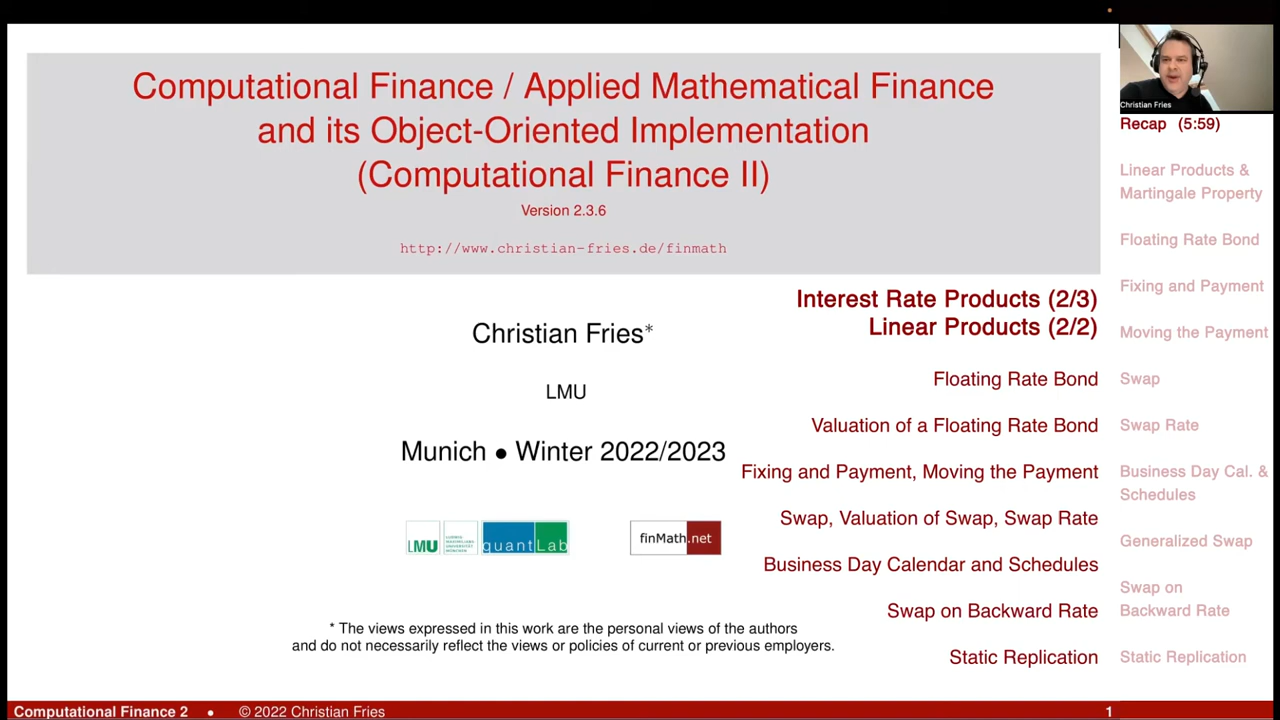 Computational Finance / Applied Mathematical Finance
and its Object-Oriented Implementation
(Computational Finance II)
Version 2.3.6
http://www.christian-fries.de/finmath
Christian Fries*
LMU
Munich • Winter 2022/2023
LMU
LUDWIG-
MAXIMILIANS-
UNIVERSITÄT
MÜNCHEN
quantLab
finMath.net
* The views expressed in this work are the personal views of the authors
and do not necessarily reflect the views or policies of current or previous employers.
Interest Rate Products (2/3)
Linear Products (2/2)
Floating Rate Bond
Valuation of a Floating Rate Bond
Fixing and Payment, Moving the Payment
Swap, Valuation of Swap, Swap Rate
Business Day Calendar and Schedules
Swap on Backward Rate
Static Replication
Christian Fries
Recap (5:59)
Linear Products &
Martingale Property
Floating Rate Bond
Fixing and Payment
Moving the Payment
Swap
Swap Rate
Business Day Cal. &
Schedules
Generalized Swap
Swap on
Backward Rate
Static Replication
Computational Finance 2 • © 2022 Christian Fries
1